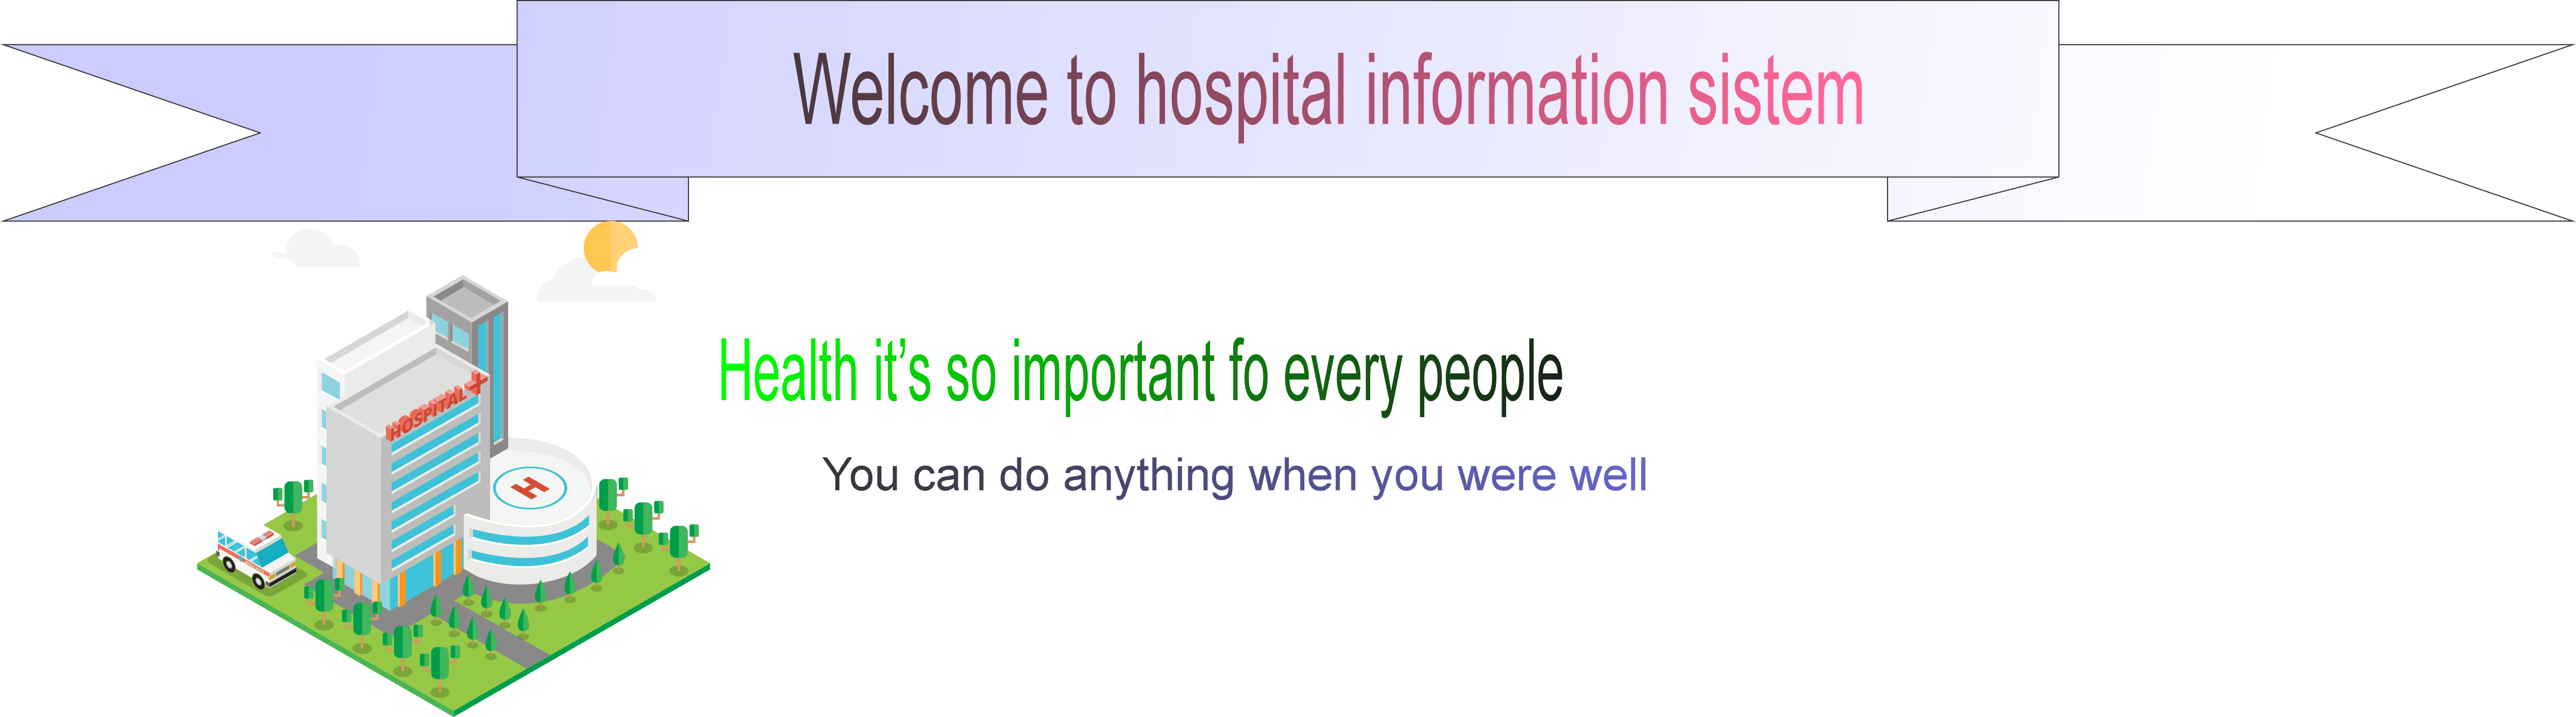 Welcome to hospital information sistem
Health it’s so important fo every people
HOSPITAL
H
You can do anything when you were well